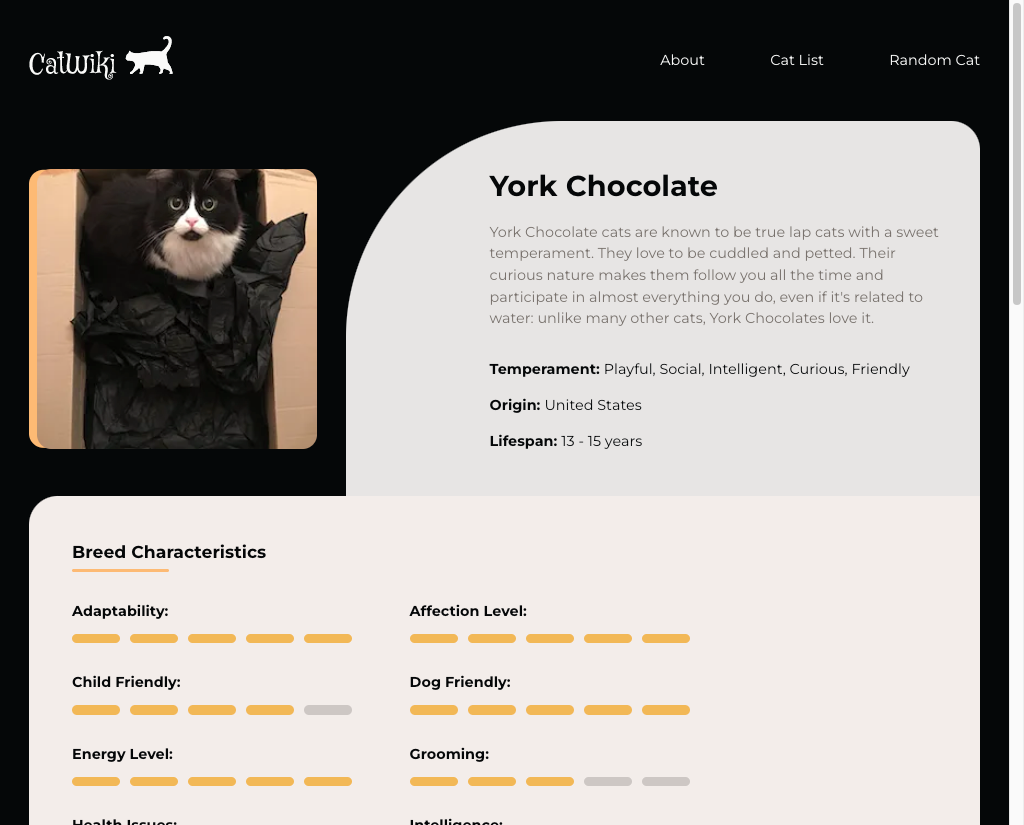 CatWiki
About
Cat List
Random Cat
York Chocolate
York Chocolate cats are known to be true lap cats with a sweet
temperament. They love to be cuddled and petted. Their
curious nature makes them follow you all the time and
participate in almost everything you do, even if it's related to
water: unlike many other cats, York Chocolates love it.
Temperament: Playful, Social, Intelligent, Curious, Friendly
Origin: United States
Lifespan: 13 - 15 years
Breed Characteristics
Adaptability:
Affection Level:
Child Friendly:
Dog Friendly:
Energy Level:
Grooming:
Health Issues:
Intelligence: